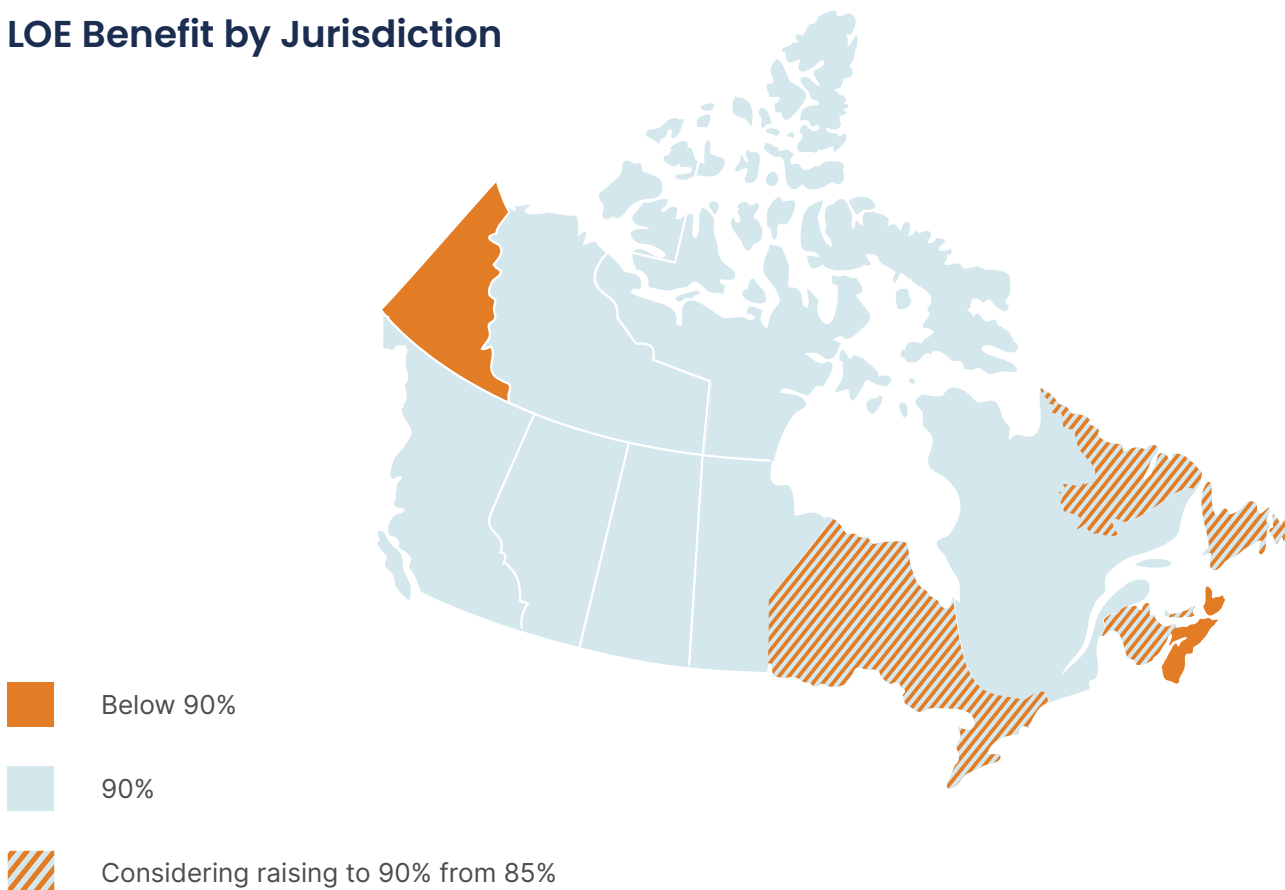 LOE Benefit by Jurisdiction
Below 90%
90%
Considering raising to 90% from 85%